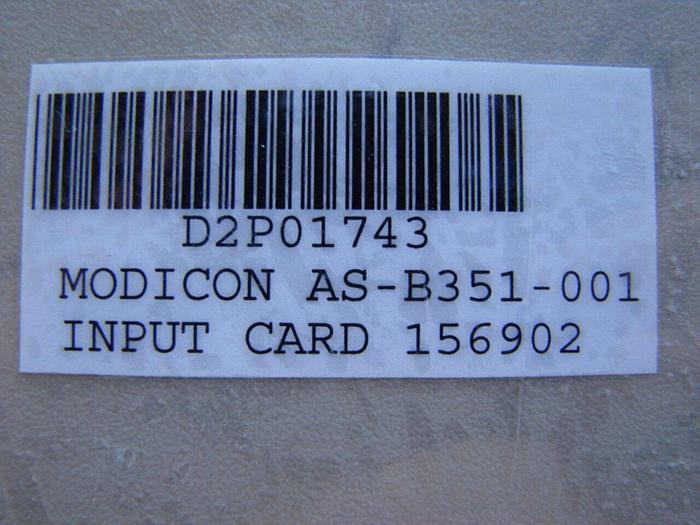 D2P01743
MODICON AS-B351-001
INPUT CARD 156902